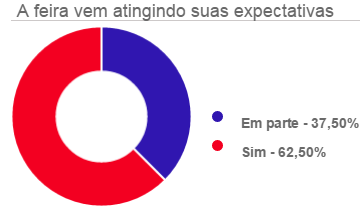 A feira vem atingindo suas expectativas
Em parte - 37,50%
Sim - 62,50%